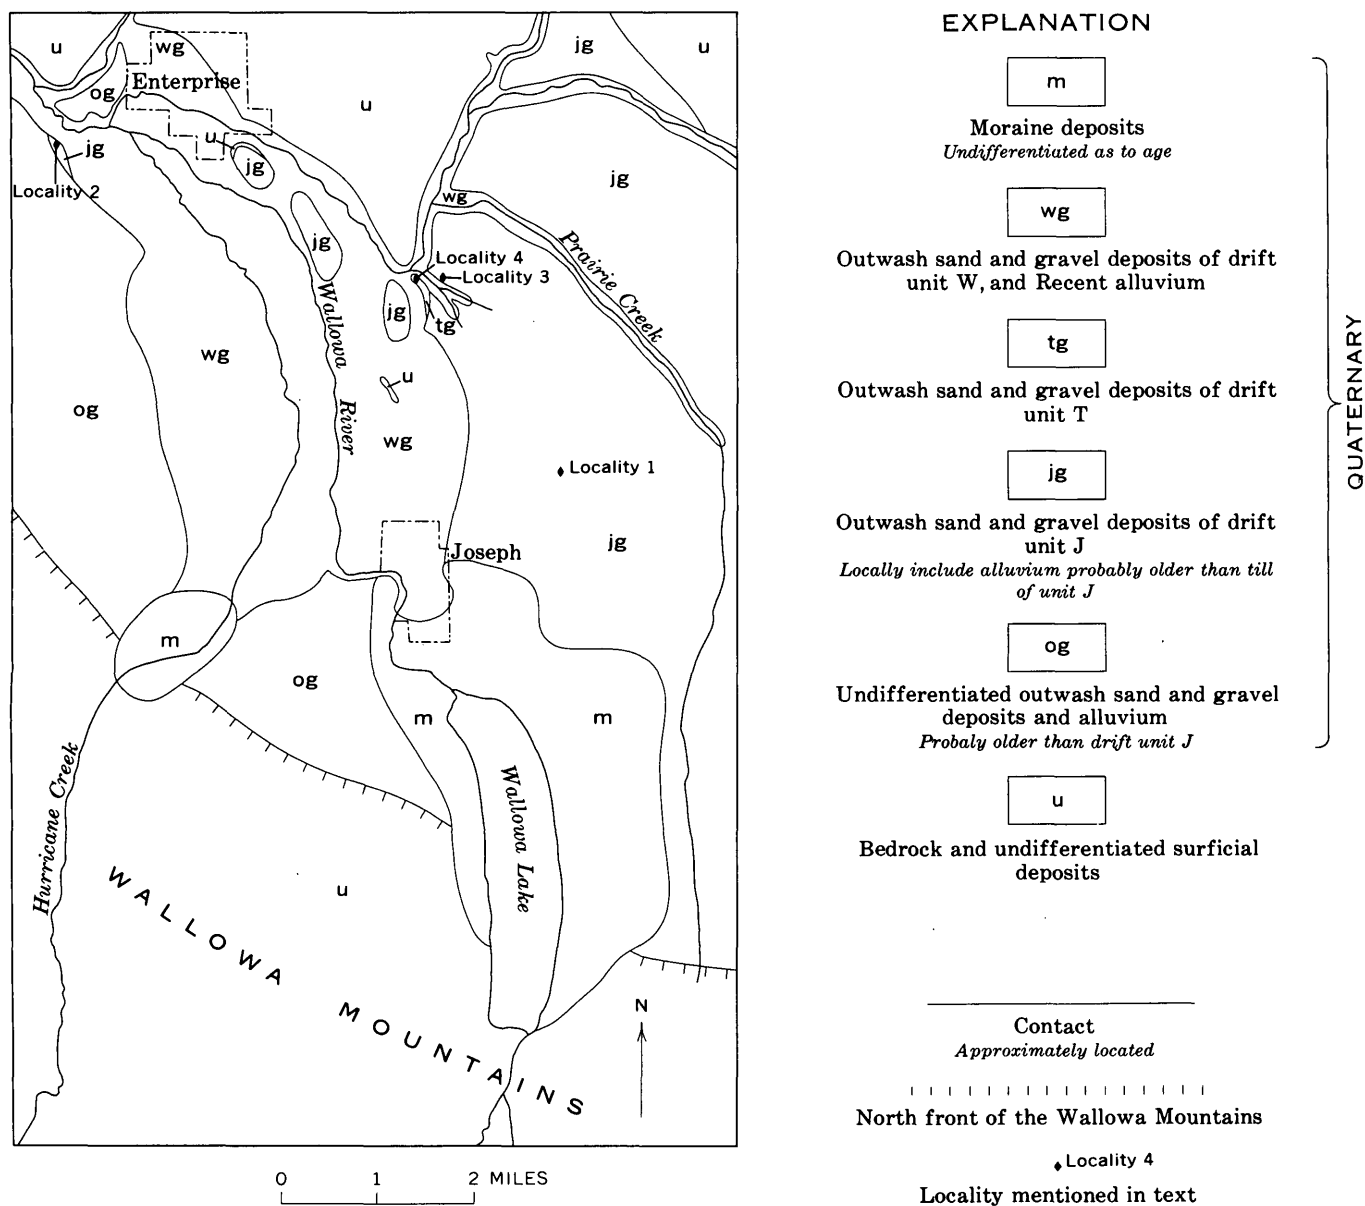 u
wg
jg
u
Enterprise
og
u
u
jg
jg
Locality 2
jg
wg
jg
Prairie Creek
Locality 4
Locality 3
jg
tg
Wallowa River
wg
u
og
wg
Locality 1
jg
Joseph
m
og
m
m
Hurricane Creek
Wallowa Lake
u
WALLOWA MOUNTAINS
N
0 1 2 MILES
EXPLANATION
m
Moraine deposits
Undifferentiated as to age
wg
Outwash sand and gravel deposits of drift
unit W, and Recent alluvium
tg
Outwash sand and gravel deposits of drift
unit T
jg
Outwash sand and gravel deposits of drift
unit J
Locally include alluvium probably older than till
of unit J
og
Undifferentiated outwash sand and gravel
deposits and alluvium
Probaly older than drift unit J
QUATERNARY
u
Bedrock and undifferentiated surficial
deposits
Contact
Approximately located
North front of the Wallowa Mountains
Locality 4
Locality mentioned in text